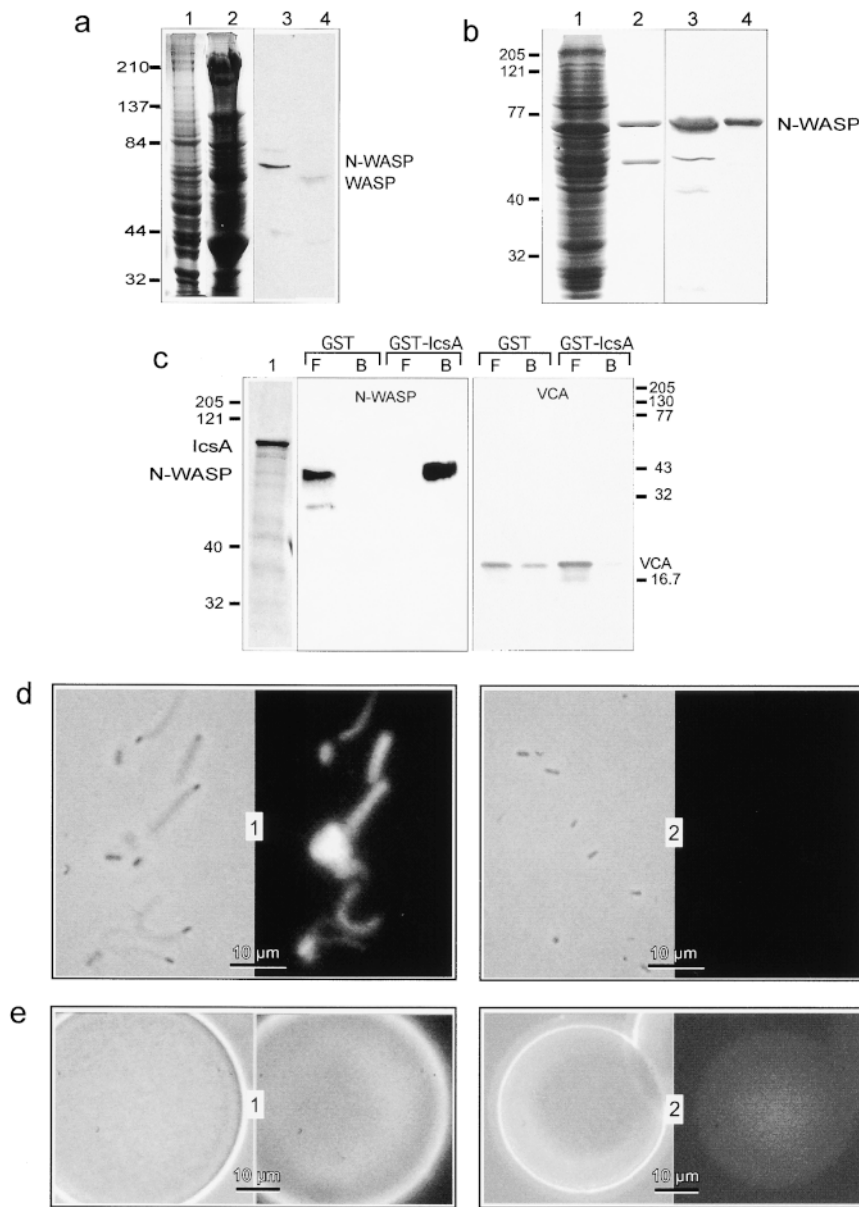 a
1 2 3 4
210
137
84
44
32
N-WASP
WASP
b
1 2 3 4
205
121
77
40
32
N-WASP
c
GST GST-IcsA
1 F B F B
205
121
IcsA
N-WASP
40
32
N-WASP
GST GST-IcsA
F B F B
VCA
205
130
77
43
32
VCA
16.7
d
1
10 µm
2
10 µm
e
1
10 µm
2
10 µm